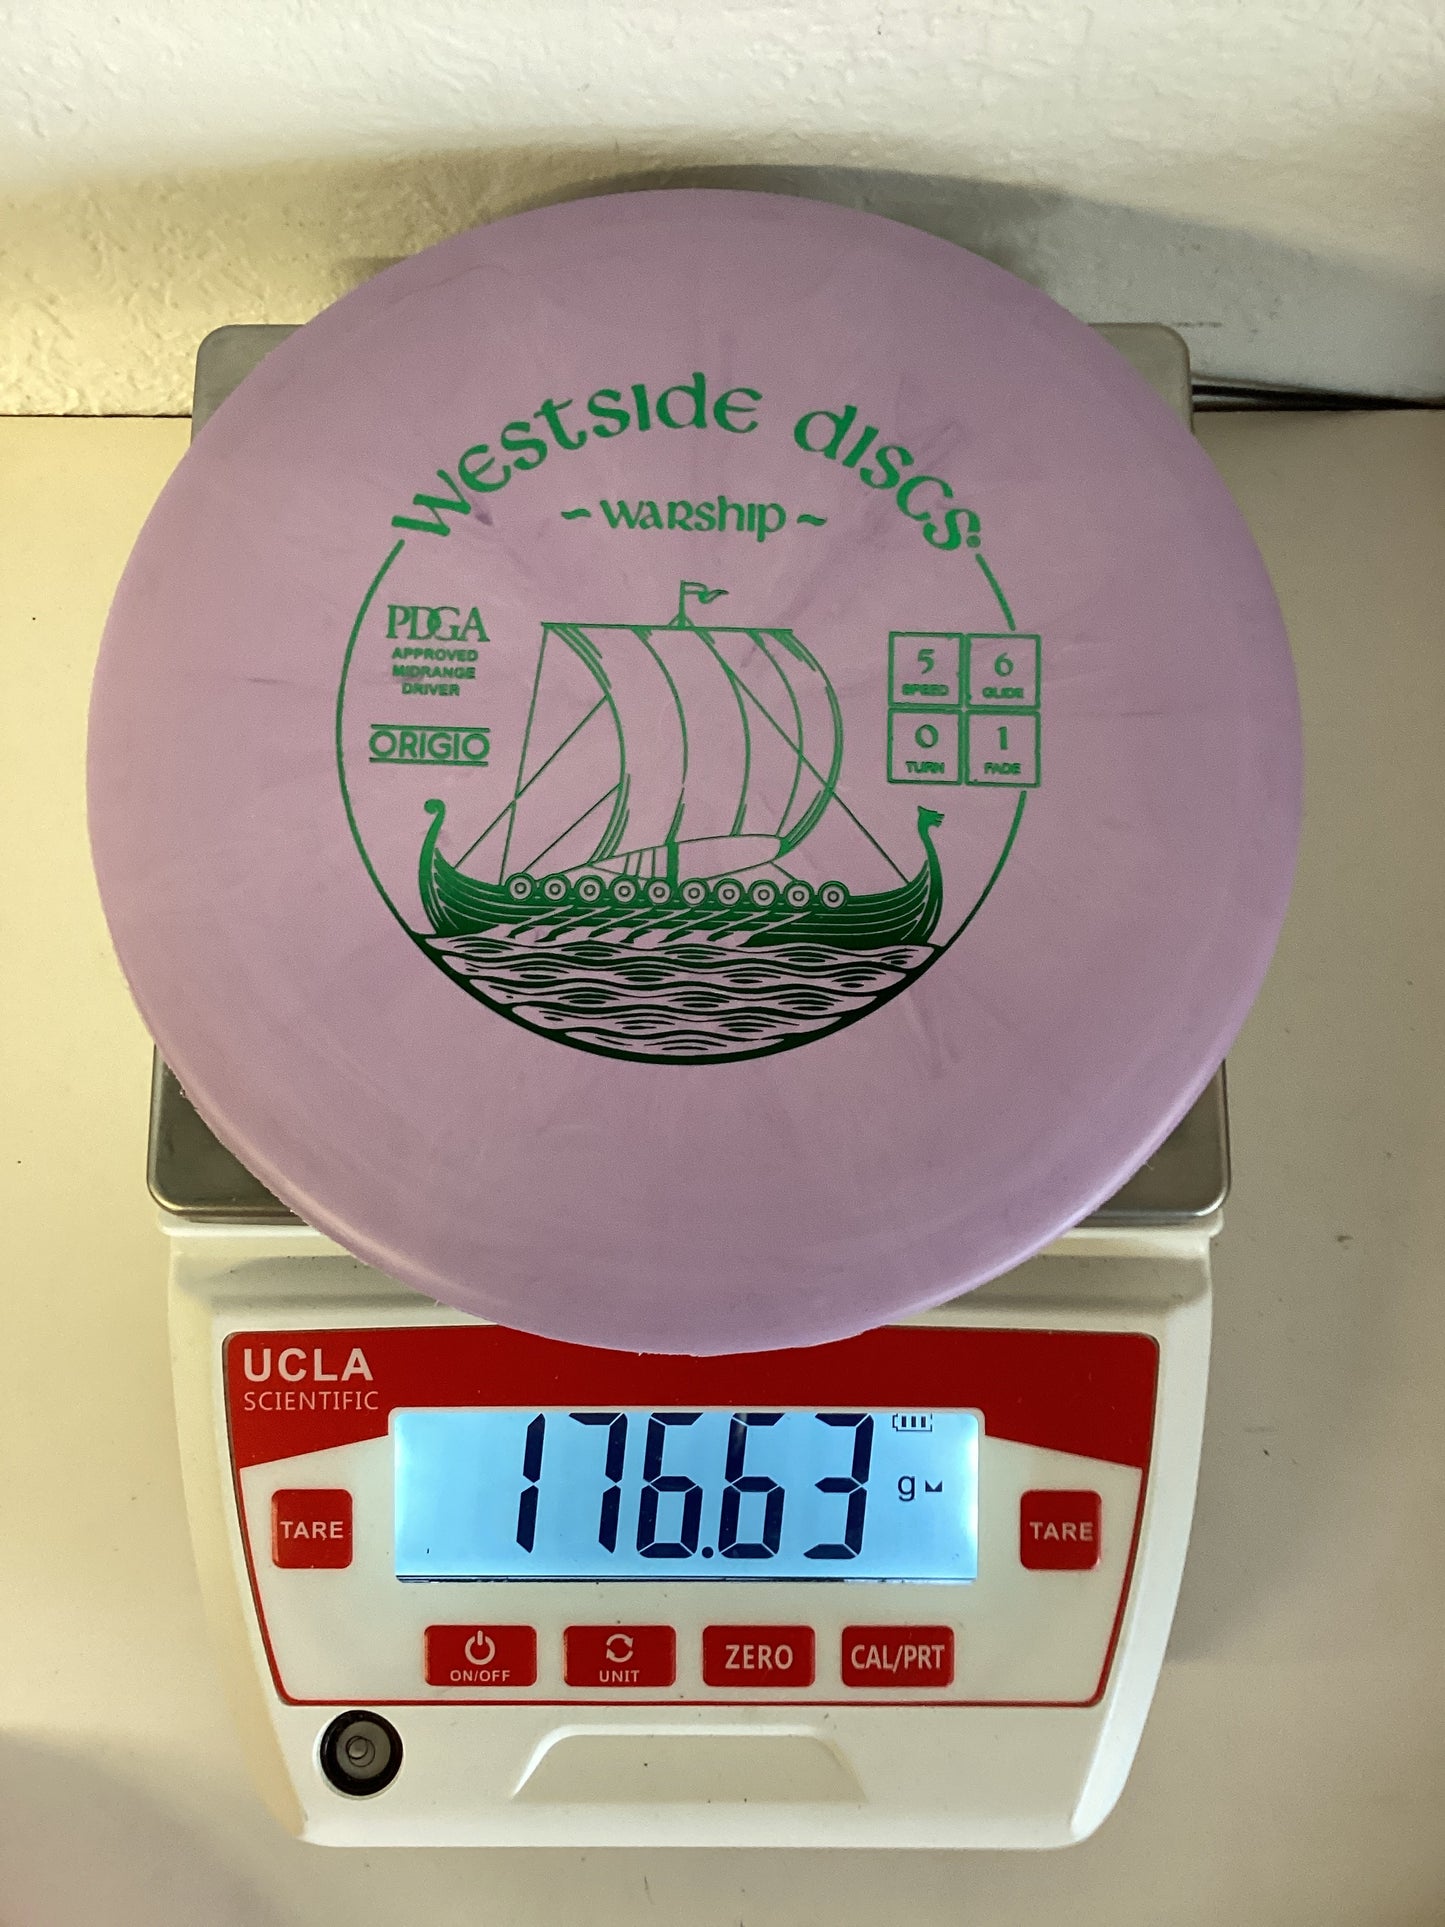 WESTSIDE DISCS.
~ WARSHIP ~
PDGA
APPROVED
MIDRANGE
DRIVER
ORIGIO
5
SPEED
6
GLIDE
0
TURN
1
FADE
UCLA
SCIENTIFIC
176.63 g
TARE
TARE
ON/OFF
UNIT
ZERO
CAL/PRT